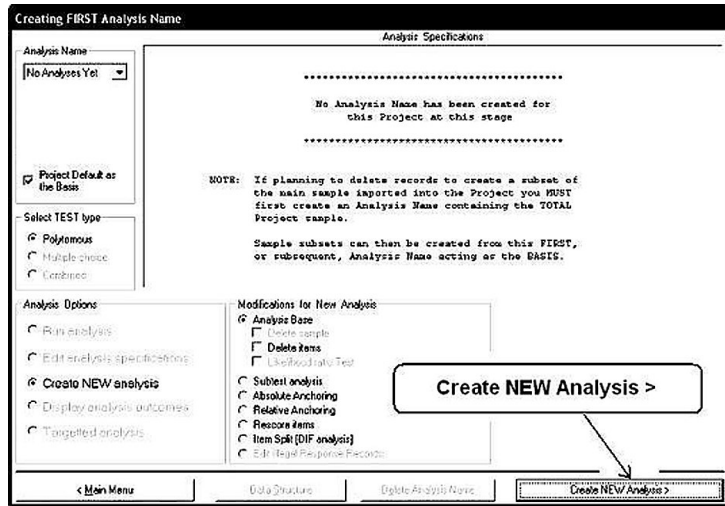 Creating FIRST Analysis Name
Analysis Specifications
Analysis Name
No Analyses Yet
Project Default as
the Basis
Select TEST type
Polytomous
Multiple choice
Combined
****************************************
No Analysis Name has been created for
this Project at this stage
****************************************
NOTE: If planning to delete records to create a subset of
the main sample imported into the Project you MUST
first create an Analysis Name containing the TOTAL
Project sample.
Sample subsets can then be created from this FIRST,
or subsequent, Analysis Name acting as the BASIS.
Analysis Options
Run analysis
Edit analysis specifications
Create NEW analysis
Display analysis outcomes
Targetted analysis
Modifications for New Analysis
Analysis Base
Delete sample
Delete items
Likelihood ratio Test
Subtest analysis
Absolute Anchoring
Relative Anchoring
Rescore items
Item Split [DIF analysis]
Edit Illegal Response Records
Create NEW Analysis >
< Main Menu
Data Structure
Delete Analysis Name
Create NEW Analysis >